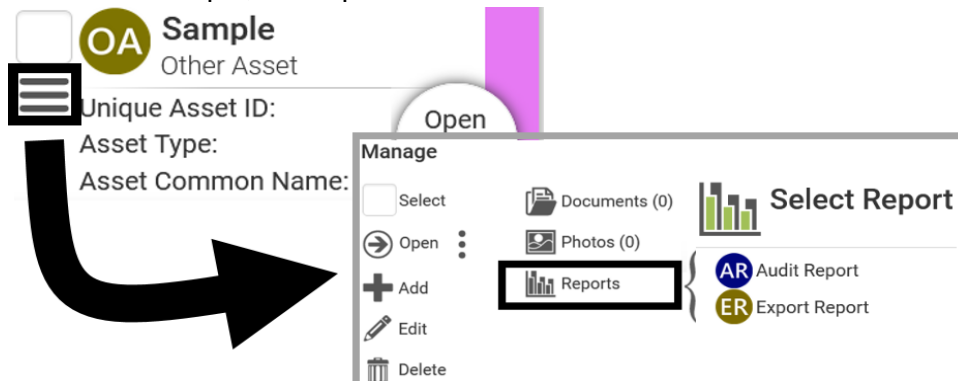 OA Sample
Other Asset
Unique Asset ID:
Asset Type:
Asset Common Name:
Open
Manage
Select
Open
Add
Edit
Delete
Documents (0)
Photos (0)
Reports
Select Report
AR Audit Report
ER Export Report